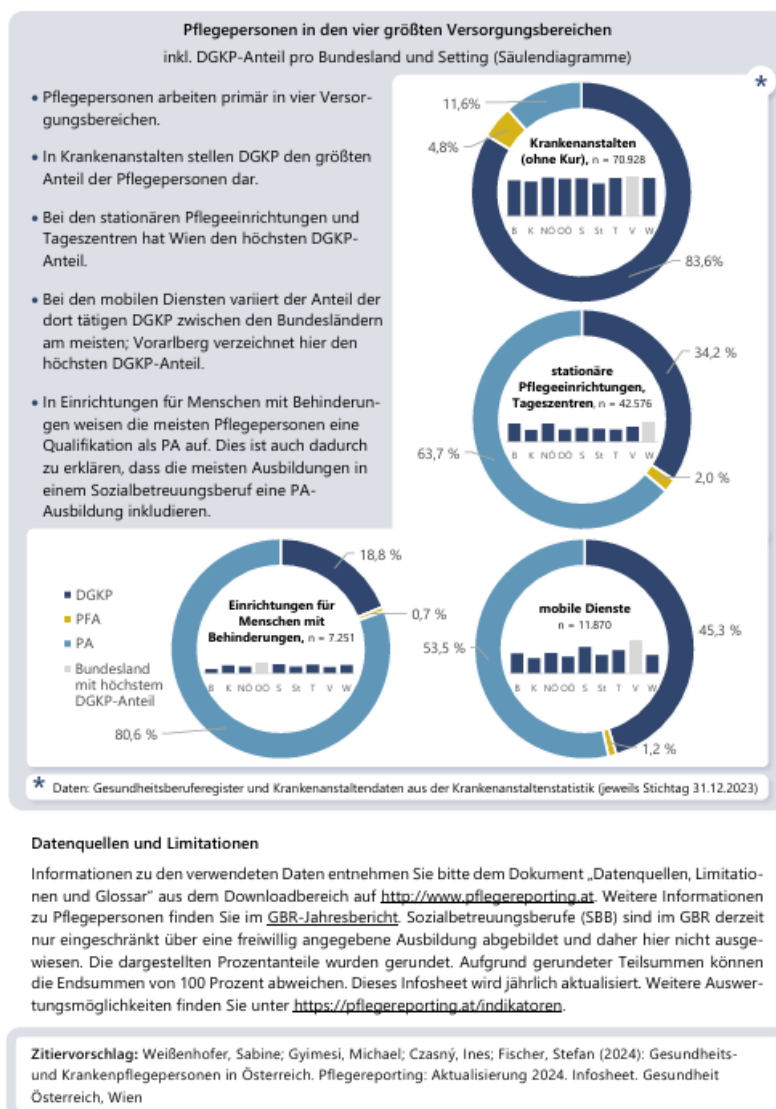 Pflegepersonen in den vier größten Versorgungsbereichen
inkl. DGKP-Anteil pro Bundesland und Setting (Säulendiagramme)
• Pflegepersonen arbeiten primär in vier Versor-
gungsbereichen.
• In Krankenanstalten stellen DGKP den größten
Anteil der Pflegepersonen dar.
• Bei den stationären Pflegeeinrichtungen und
Tageszentren hat Wien den höchsten DGKP-
Anteil.
• Bei den mobilen Diensten variiert der Anteil der
dort tätigen DGKP zwischen den Bundesländern
am meisten; Vorarlberg verzeichnet hier den
höchsten DGKP-Anteil.
• In Einrichtungen für Menschen mit Behinderun-
gen weisen die meisten Pflegepersonen eine
Qualifikation als PA auf. Dies ist auch dadurch
zu erklären, dass die meisten Ausbildungen in
einem Sozialbetreuungsberuf eine PA-
Ausbildung inkludieren.
*
11,6%
4,8%
Krankenanstalten
(ohne Kur), n = 70.928
B K NÖ OÖ S St T V W
83,6%
34,2 %
stationäre
Pflegeeinrichtungen,
Tageszentren, n = 42.576
B K NÖ OÖ S St T V W
63,7 %
2,0 %
DGKP
PFA
PA
Bundesland
mit höchstem
DGKP-Anteil
18,8 %
0,7 %
Einrichtungen für
Menschen mit
Behinderungen, n = 7.251
B K NÖ OÖ S St T V W
80,6 %
mobile Dienste
n = 11.870
B K NÖ OÖ S St T V W
45,3 %
53,5 %
1,2 %
* Daten: Gesundheitsberuferegister und Krankenanstaltendaten aus der Krankenanstaltenstatistik (jeweils Stichtag 31.12.2023)
Datenquellen und Limitationen
Informationen zu den verwendeten Daten entnehmen Sie bitte dem Dokument „Datenquellen, Limitatio-
nen und Glossar" aus dem Downloadbereich auf http://www.pflegereporting.at. Weitere Informationen
zu Pflegepersonen finden Sie im GBR-Jahresbericht. Sozialbetreuungsberufe (SBB) sind im GBR derzeit
nur eingeschränkt über eine freiwillig angegebene Ausbildung abgebildet und daher hier nicht ausge-
wiesen. Die dargestellten Prozentanteile wurden gerundet. Aufgrund gerundeter Teilsummen können
die Endsummen von 100 Prozent abweichen. Dieses Infosheet wird jährlich aktualisiert. Weitere Auswer-
tungsmöglichkeiten finden Sie unter https://pflegereporting.at/indikatoren.
Zitiervorschlag: Weißenhofer, Sabine; Gyimesi, Michael; Czasný, Ines; Fischer, Stefan (2024): Gesundheits-
und Krankenpflegepersonen in Österreich. Pflegereporting: Aktualisierung 2024. Infosheet. Gesundheit
Österreich, Wien